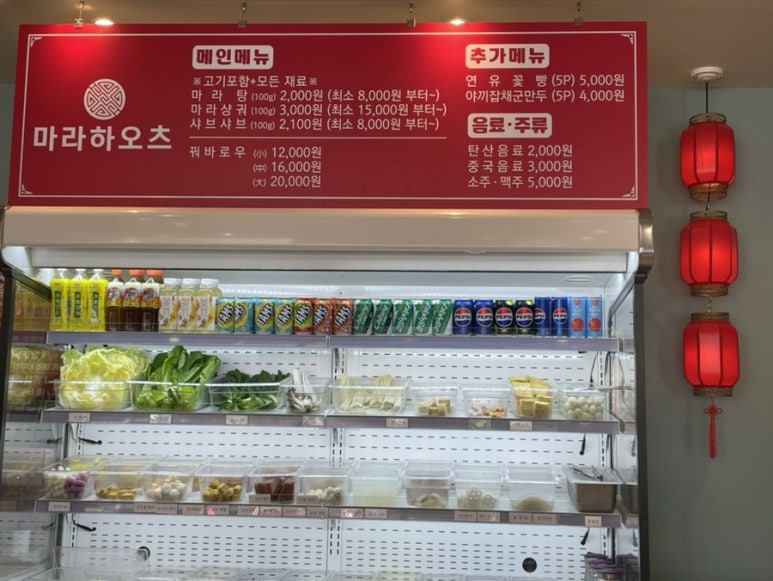 마라하오츠
메인메뉴
※고기포함+모든 재료※
마 라 탕 (100g) 2,000원 (최소 8,000원 부터~)
마라샹궈 (100g) 3,000원 (최소 15,000원 부터~)
샤브샤브 (100g) 2,100원 (최소 8,000원 부터~)
꿔바로우 (小) 12,000원
(中) 16,000원
(大) 20,000원
추가메뉴
연 유 꽃 빵 (5P) 5,000원
야끼잡채군만두 (5P) 4,000원
음료·주류
탄산음료 2,000원
중국음료 3,000원
소주·맥주 5,000원
PEPSI
PEPSI
PEPSI